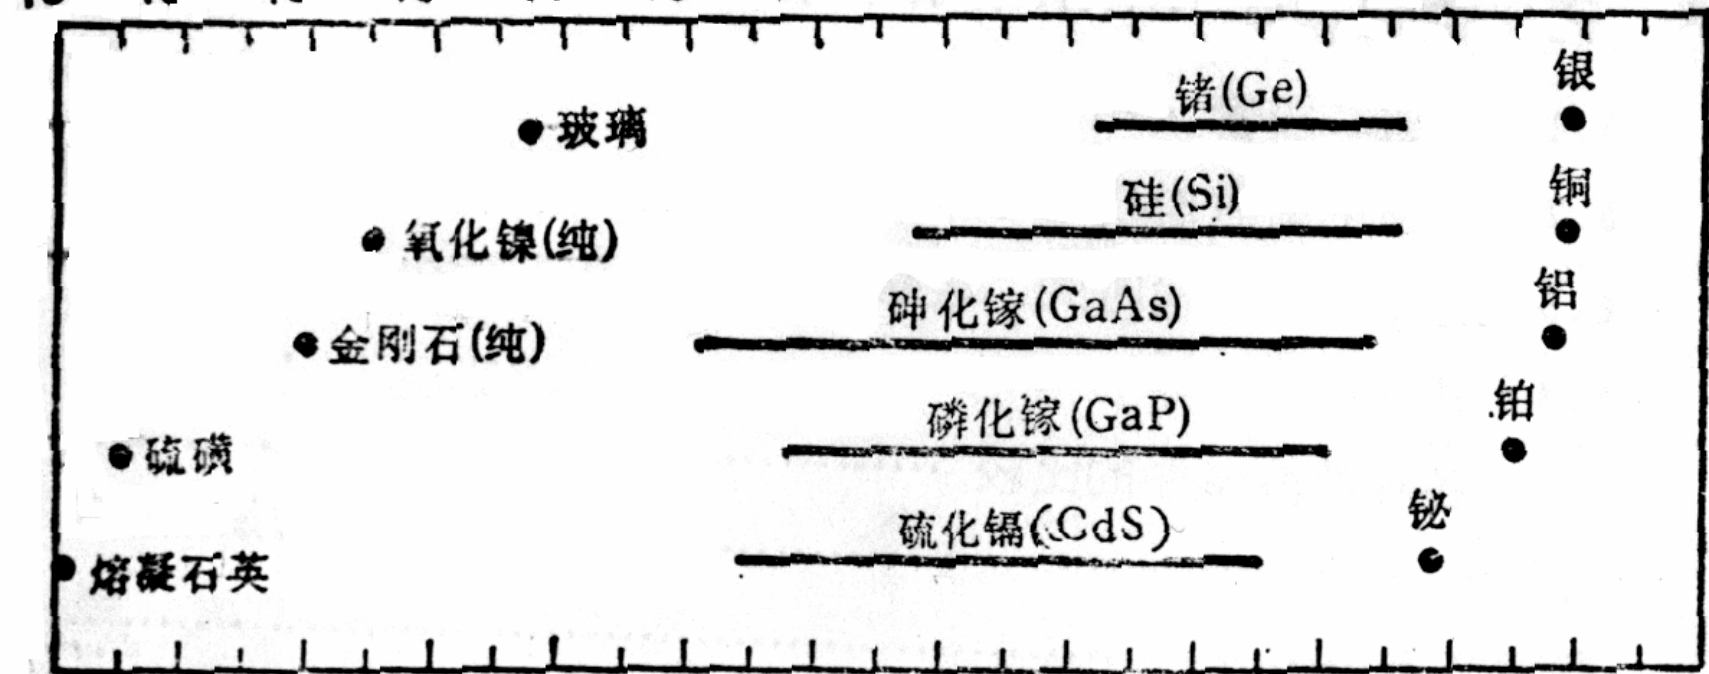 锗(Ge)
银
玻璃
硅(Si)
铜
氧化镍(纯)
砷化镓(GaAs)
铝
金刚石(纯)
磷化镓(GaP)
铂
硫磺
硫化镉(CdS)
铋
熔凝石英